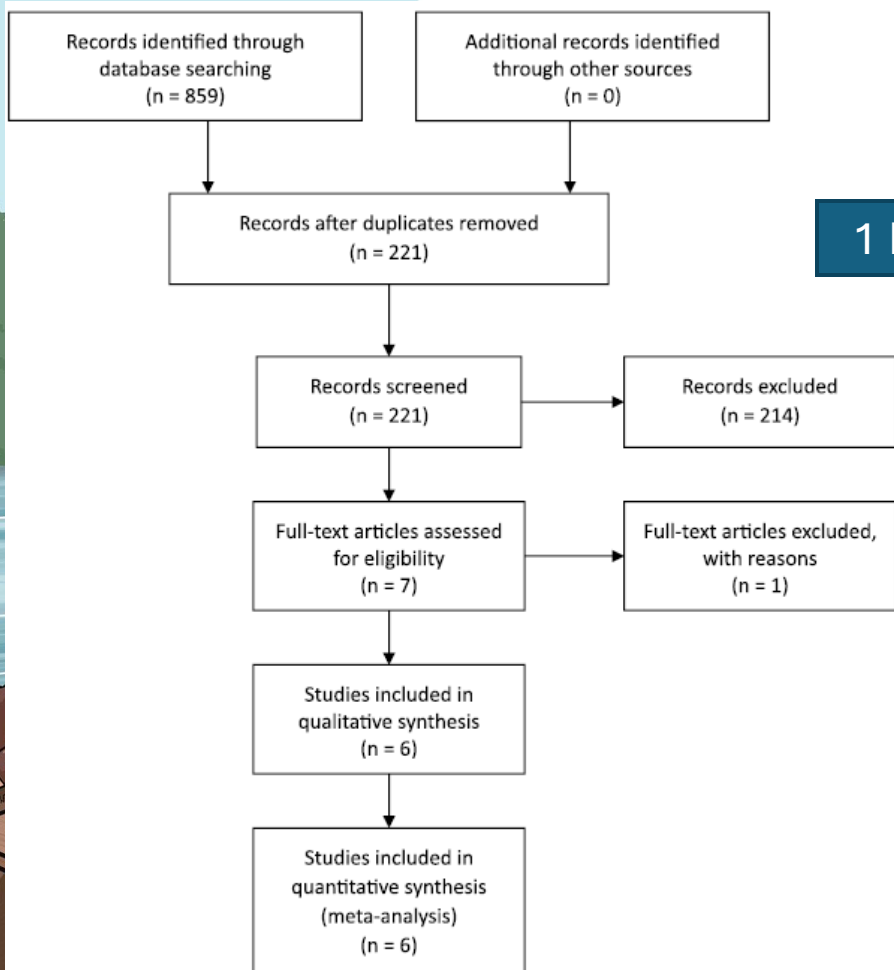 Records identified through
database searching
(n = 859)
Additional records identified
through other sources
(n = 0)
Records after duplicates removed
(n = 221)
1
Records screened
(n = 221)
Records excluded
(n = 214)
Full-text articles assessed
for eligibility
(n = 7)
Full-text articles excluded,
with reasons
(n = 1)
Studies included in
qualitative synthesis
(n = 6)
Studies included in
quantitative synthesis
(meta-analysis)
(n = 6)